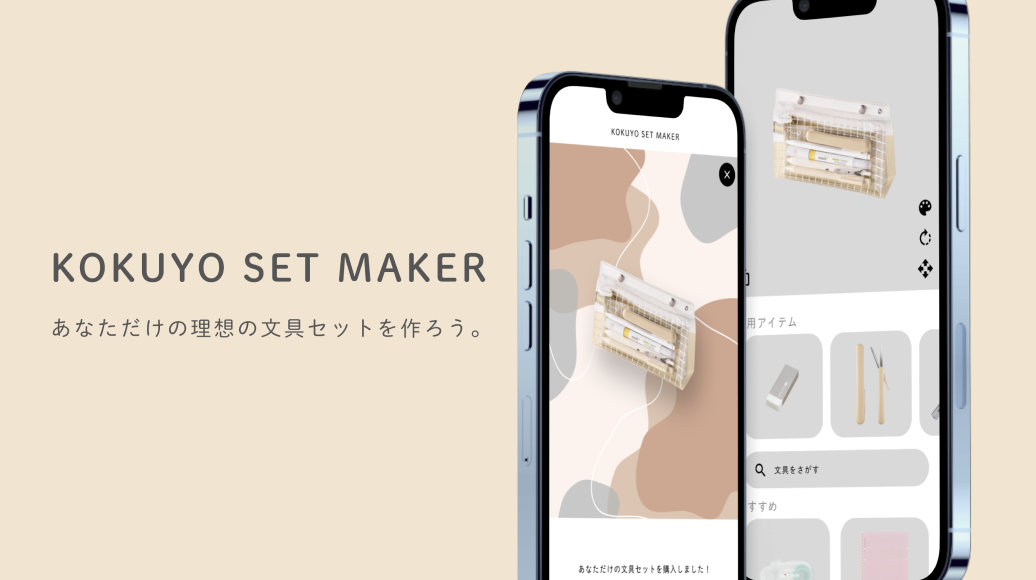 KOKUYO SET MAKER
あなただけの理想の文具セットを作ろう。
KOKUYO SET MAKER
X
あなただけの文具セットを購入しました！
用アイテム
文具をさがす
すすめ